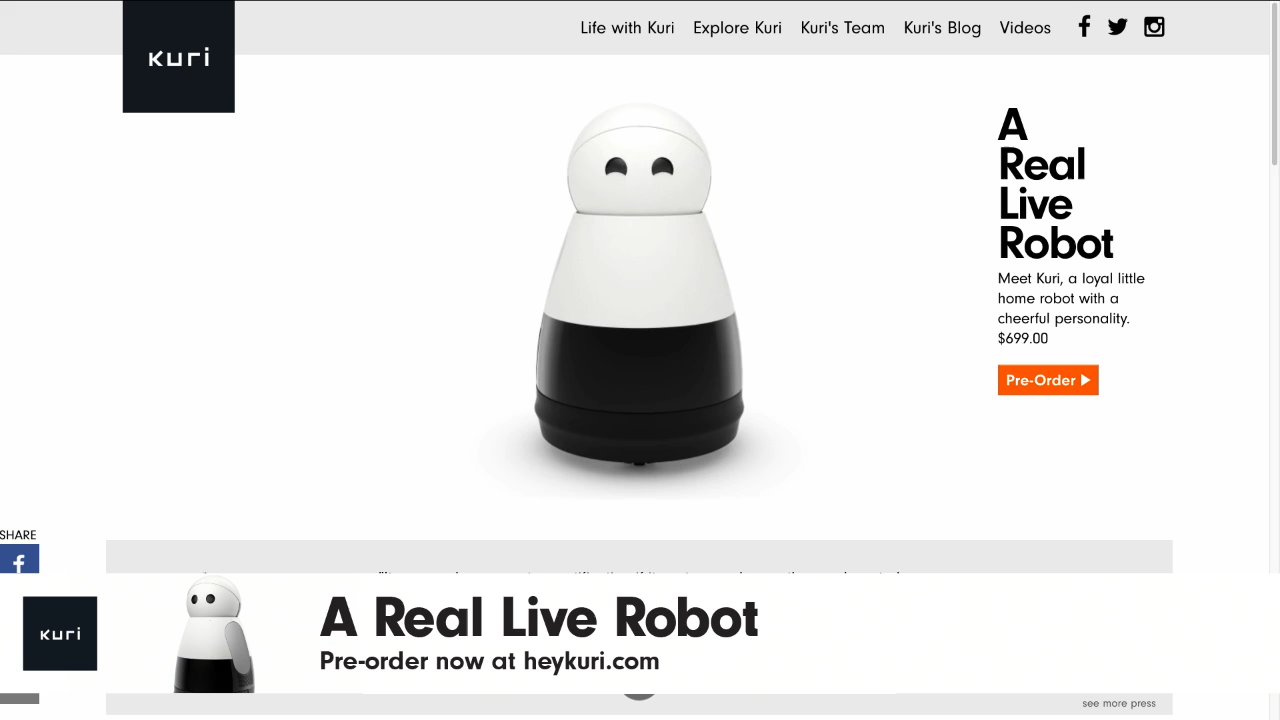 kuri
Life with Kuri Explore Kuri Kuri's Team Kuri's Blog Videos
A
Real
Live
Robot
Meet Kuri, a loyal little
home robot with a
cheerful personality.
$699.00
Pre-Order
SHARE
kuri
A Real Live Robot
Pre-order now at heykuri.com
see more press